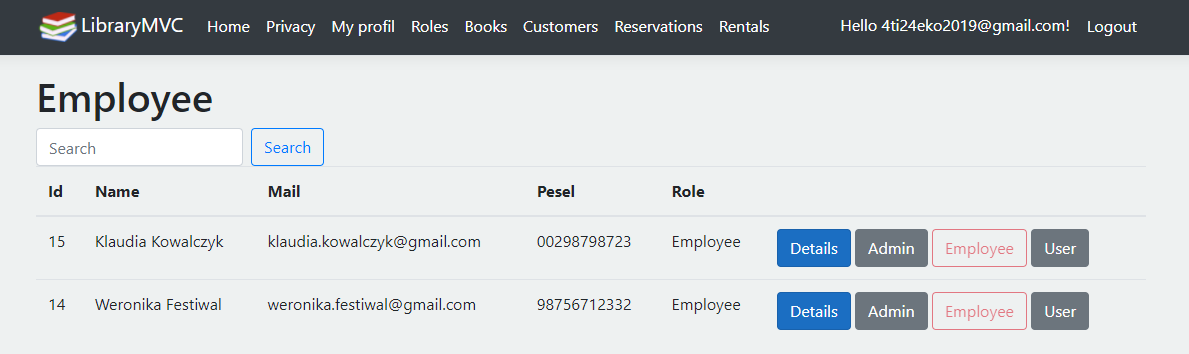 LibraryMVC Home Privacy My profil Roles Books Customers Reservations Rentals Hello 4ti24eko2019@gmail.com! Logout
Employee
Search Search
Id Name Mail Pesel Role
15 Klaudia Kowalczyk klaudia.kowalczyk@gmail.com 00298798723 Employee Details Admin Employee User
14 Weronika Festiwal weronika.festiwal@gmail.com 98756712332 Employee Details Admin Employee User